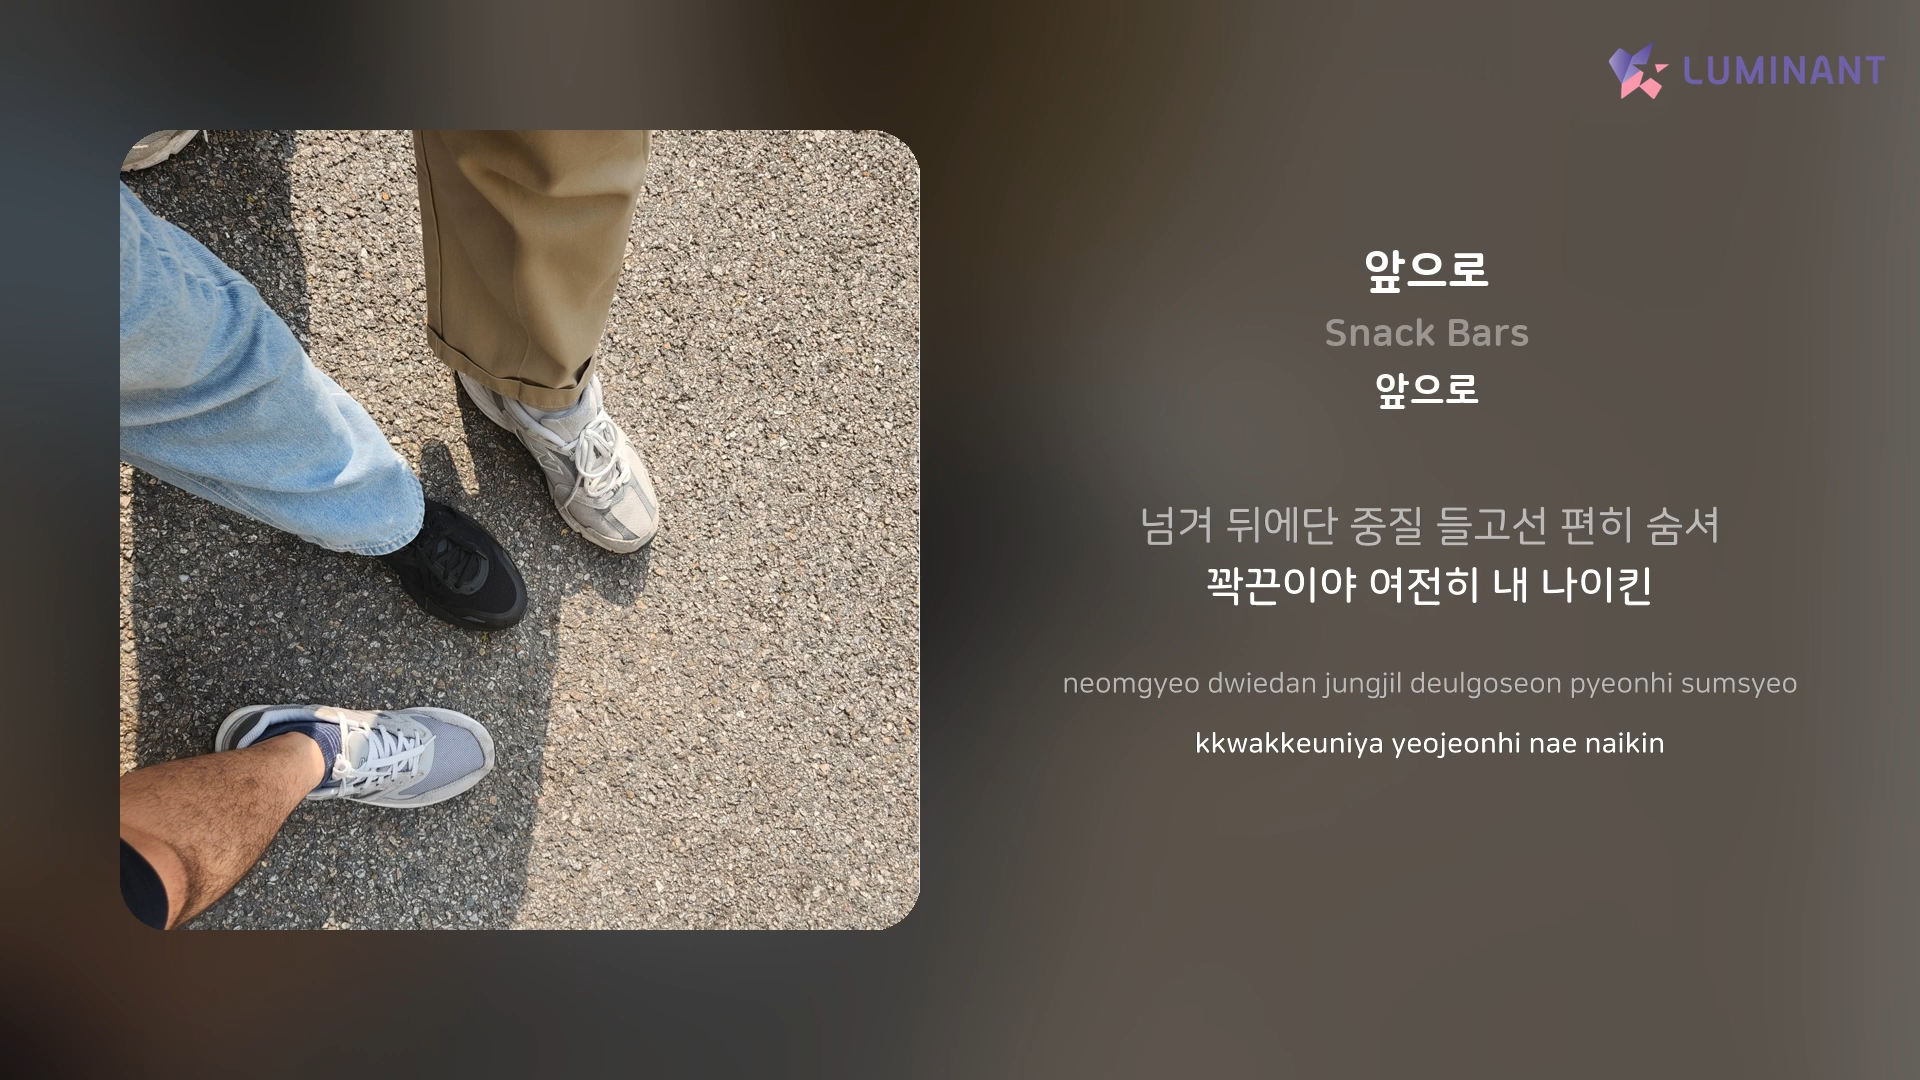 LUMINANT
앞으로
Snack Bars
앞으로
넘겨 뒤에단 중질 들고선 편히 숨셔
꽉끈이야 여전히 내 나이킨
neomgyeo dwiedan jungjil deulgoseon pyeonhi sumsyeo
kkwakkeuniya yeojeonhi nae naikin